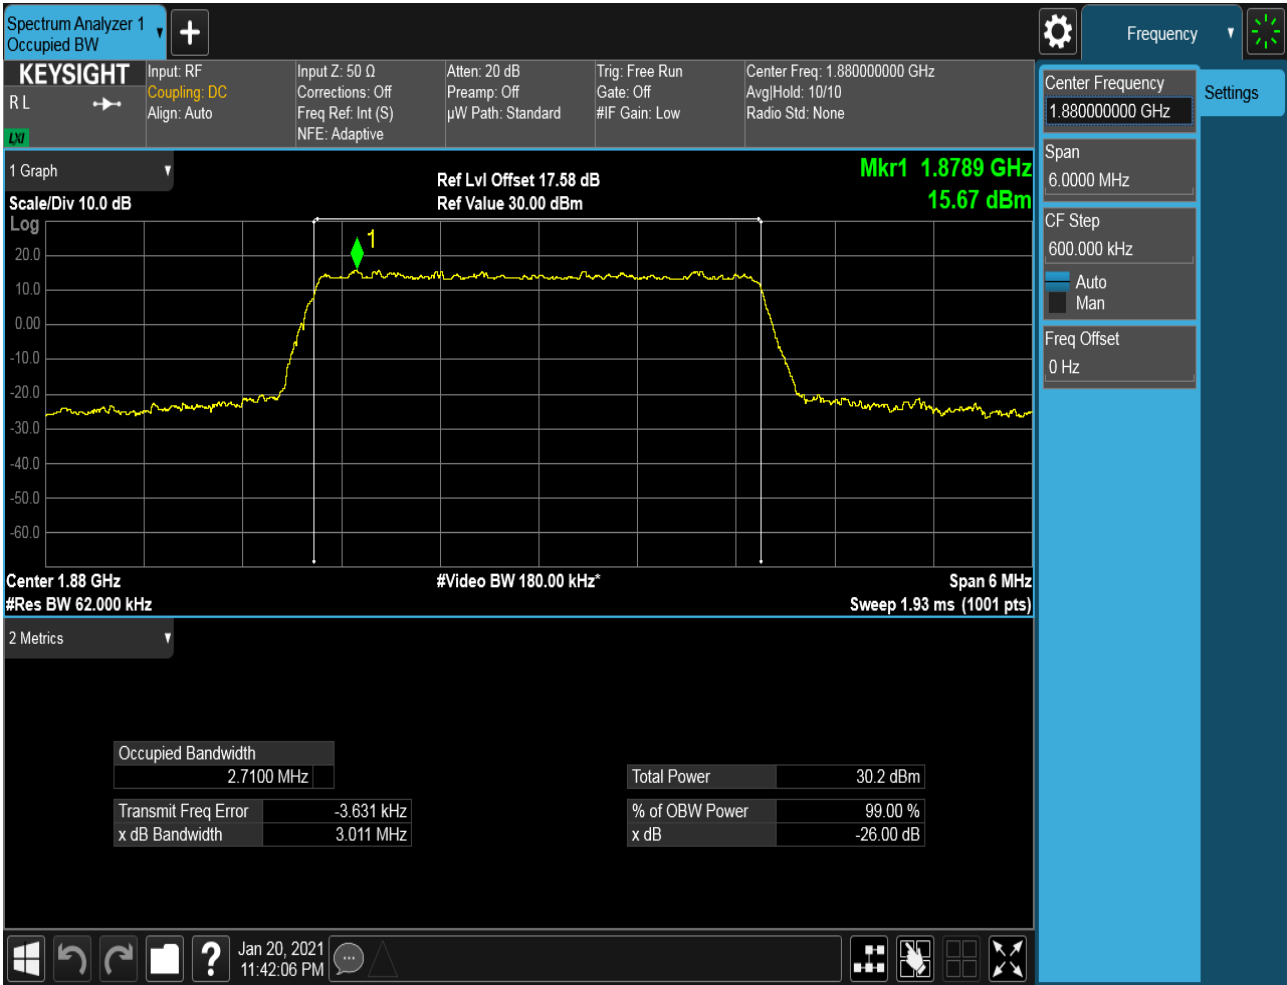 Spectrum Analyzer 1
Occupied BW
Frequency
KEYSIGHT
R L
LXI
Input: RF
Coupling: DC
Align: Auto
Input Z: 50 Ω
Corrections: Off
Freq Ref: Int (S)
NFE: Adaptive
Atten: 20 dB
Preamp: Off
µW Path: Standard
Trig: Free Run
Gate: Off
#IF Gain: Low
Center Freq: 1.880000000 GHz
Avg|Hold: 10/10
Radio Std: None
Center Frequency
1.880000000 GHz
Settings
Span
6.0000 MHz
CF Step
600.000 kHz
Auto
Man
Freq Offset
0 Hz
1 Graph
Scale/Div 10.0 dB
Log
Ref Lvl Offset 17.58 dB
Ref Value 30.00 dBm
Mkr1 1.8789 GHz
15.67 dBm
1
20.0
10.0
0.00
-10.0
-20.0
-30.0
-40.0
-50.0
-60.0
Center 1.88 GHz
#Video BW 180.00 kHz*
Span 6 MHz
#Res BW 62.000 kHz
Sweep 1.93 ms (1001 pts)
2 Metrics
Occupied Bandwidth
2.7100 MHz
Total Power 30.2 dBm
Transmit Freq Error -3.631 kHz
% of OBW Power 99.00 %
x dB Bandwidth 3.011 MHz
x dB -26.00 dB
?
Jan 20, 2021
11:42:06 PM